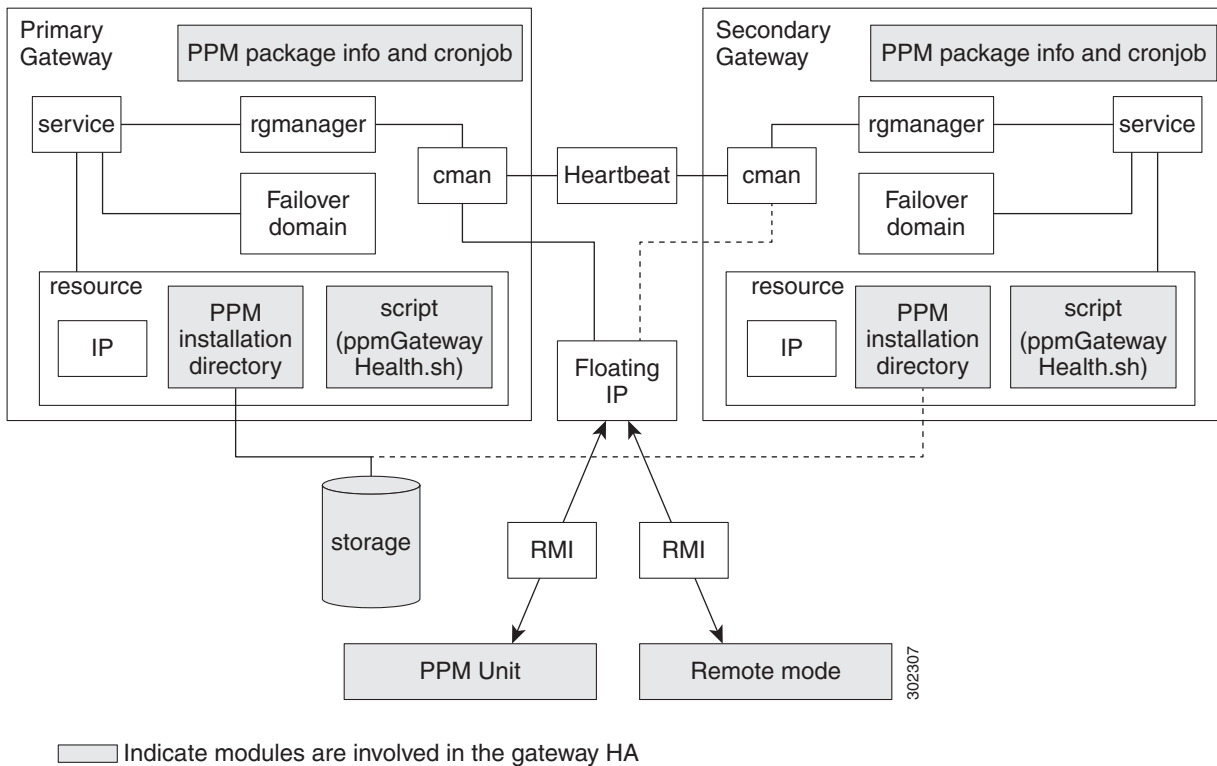 Primary
Gateway
PPM package info and cronjob
service
rgmanager
cman
Failover
domain
resource
IP
PPM
installation
directory
script
(ppmGateway
Health.sh)
Heartbeat
Floating
IP
Secondary
Gateway
PPM package info and cronjob
cman
rgmanager
service
Failover
domain
resource
IP
PPM
installation
directory
script
(ppmGateway
Health.sh)
storage
RMI
RMI
PPM Unit
Remote mode
302307
Indicate modules are involved in the gateway HA